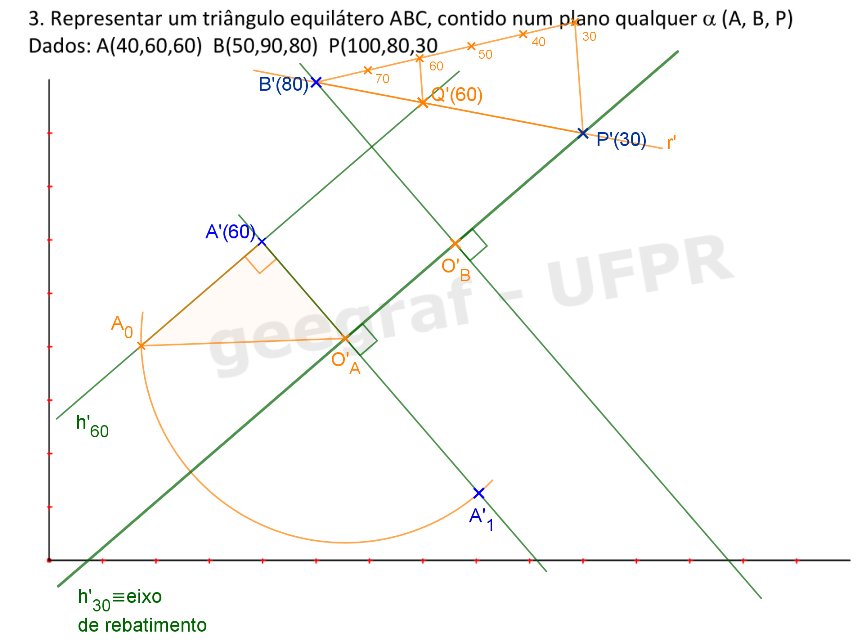 3. Representar um triângulo equilátero ABC, contido num plano qualquer α (A, B, P)
Dados: A(40,60,60)  B(50,90,80)  P(100,80,30
30
40
50
60
70
B'(80)
Q'(60)
P'(30)
r'
A'(60)
O'B
geegraf - UFPR
A0
O'A
h'60
A'1
h'30≡eixo
de rebatimento